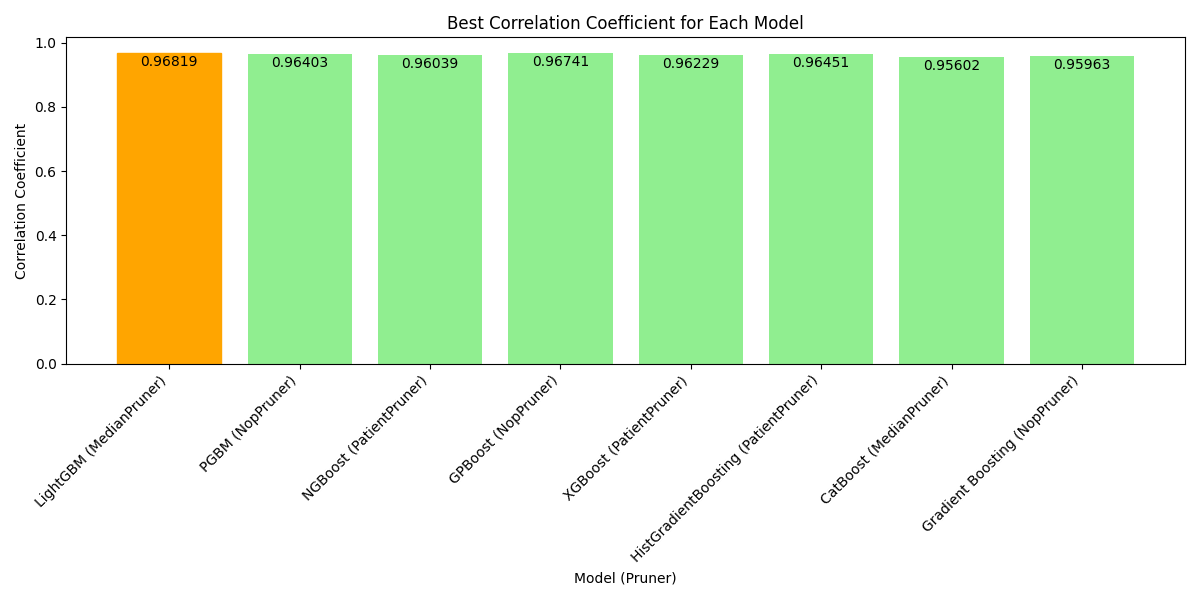 Best Correlation Coefficient for Each Model
Correlation Coefficient
1.0
0.8
0.6
0.4
0.2
0.0
0.96819
0.96403
0.96039
0.96741
0.96229
0.96451
0.95602
0.95963
LightGBM (MedianPruner)
PGBM (NopPruner)
NGBoost (PatientPruner)
GPBoost (NopPruner)
XGBoost (PatientPruner)
HistGradientBoosting (PatientPruner)
CatBoost (MedianPruner)
Gradient Boosting (NopPruner)
Model (Pruner)